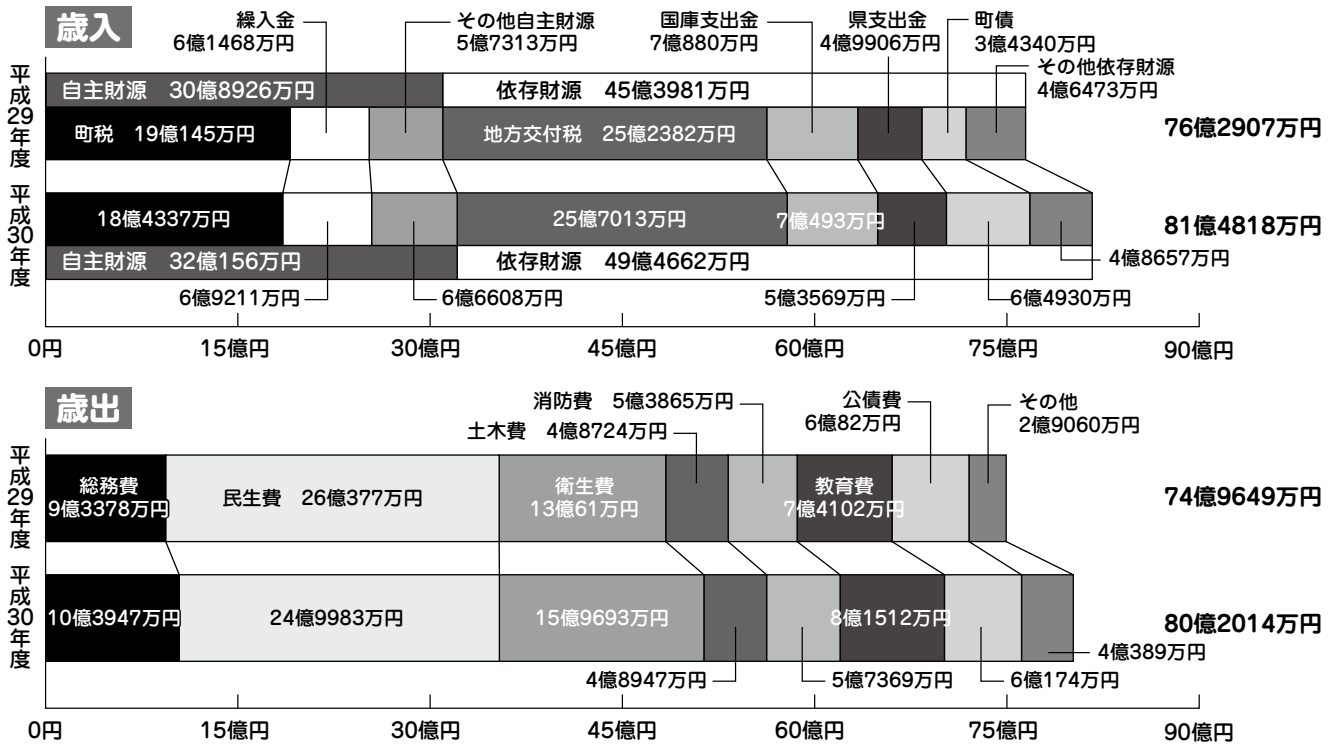 歳入
繰入金
6億1468万円
その他自主財源
5億7313万円
国庫支出金
7億880万円
県支出金
4億9906万円
町債
3億4340万円
その他依存財源
4億6473万円
平成29年度
自主財源 30億8926万円
依存財源 45億3981万円
町税 19億145万円
地方交付税 25億2382万円
76億2907万円
平成30年度
18億4337万円
25億7013万円
7億493万円
81億4818万円
自主財源 32億156万円
依存財源 49億4662万円
4億8657万円
6億9211万円
6億6608万円
5億3569万円
6億4930万円
0円
15億円
30億円
45億円
60億円
75億円
90億円
歳出
消防費 5億3865万円
土木費 4億8724万円
公債費
6億82万円
その他
2億9060万円
平成29年度
総務費
9億3378万円
民生費 26億377万円
衛生費
13億61万円
教育費
7億4102万円
74億9649万円
平成30年度
10億3947万円
24億9983万円
15億9693万円
8億1512万円
80億2014万円
4億389万円
4億8947万円
5億7369万円
6億174万円
0円
15億円
30億円
45億円
60億円
75億円
90億円